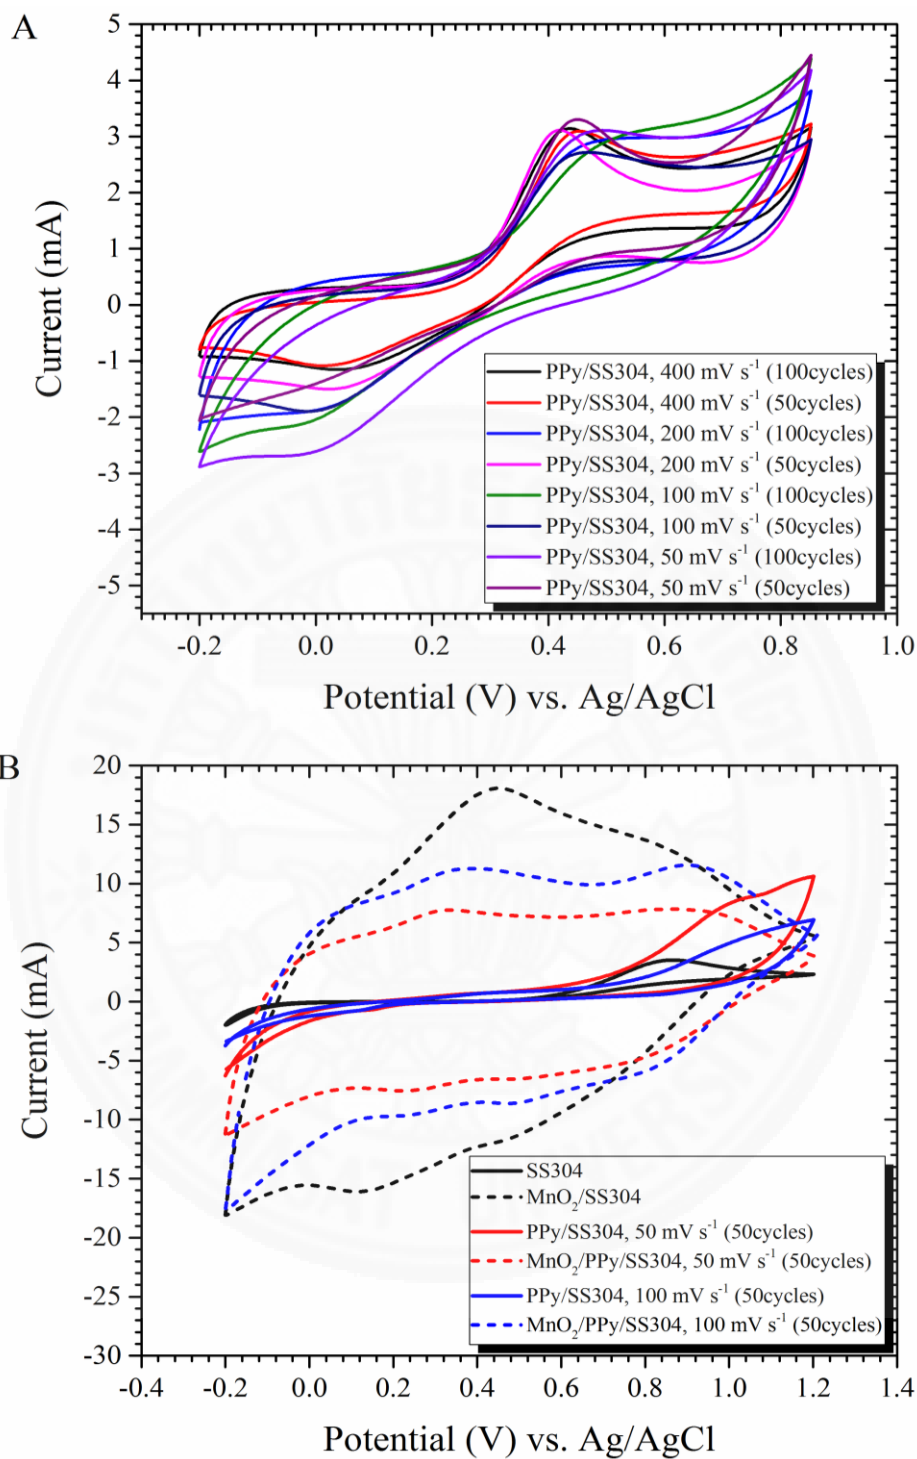 A
5
4
3
2
1
0
-1
-2
-3
-4
-5
Current (mA)
PPy/SS304, 400 mV s⁻¹ (100cycles)
PPy/SS304, 400 mV s⁻¹ (50cycles)
PPy/SS304, 200 mV s⁻¹ (100cycles)
PPy/SS304, 200 mV s⁻¹ (50cycles)
PPy/SS304, 100 mV s⁻¹ (100cycles)
PPy/SS304, 100 mV s⁻¹ (50cycles)
PPy/SS304, 50 mV s⁻¹ (100cycles)
PPy/SS304, 50 mV s⁻¹ (50cycles)
-0.2 0.0 0.2 0.4 0.6 0.8 1.0
Potential (V) vs. Ag/AgCl
B
20
15
10
5
0
-5
-10
-15
-20
-25
-30
Current (mA)
SS304
MnO₂/SS304
PPy/SS304, 50 mV s⁻¹ (50cycles)
MnO₂/PPy/SS304, 50 mV s⁻¹ (50cycles)
PPy/SS304, 100 mV s⁻¹ (50cycles)
MnO₂/PPy/SS304, 100 mV s⁻¹ (50cycles)
-0.4 -0.2 0.0 0.2 0.4 0.6 0.8 1.0 1.2 1.4
Potential (V) vs. Ag/AgCl